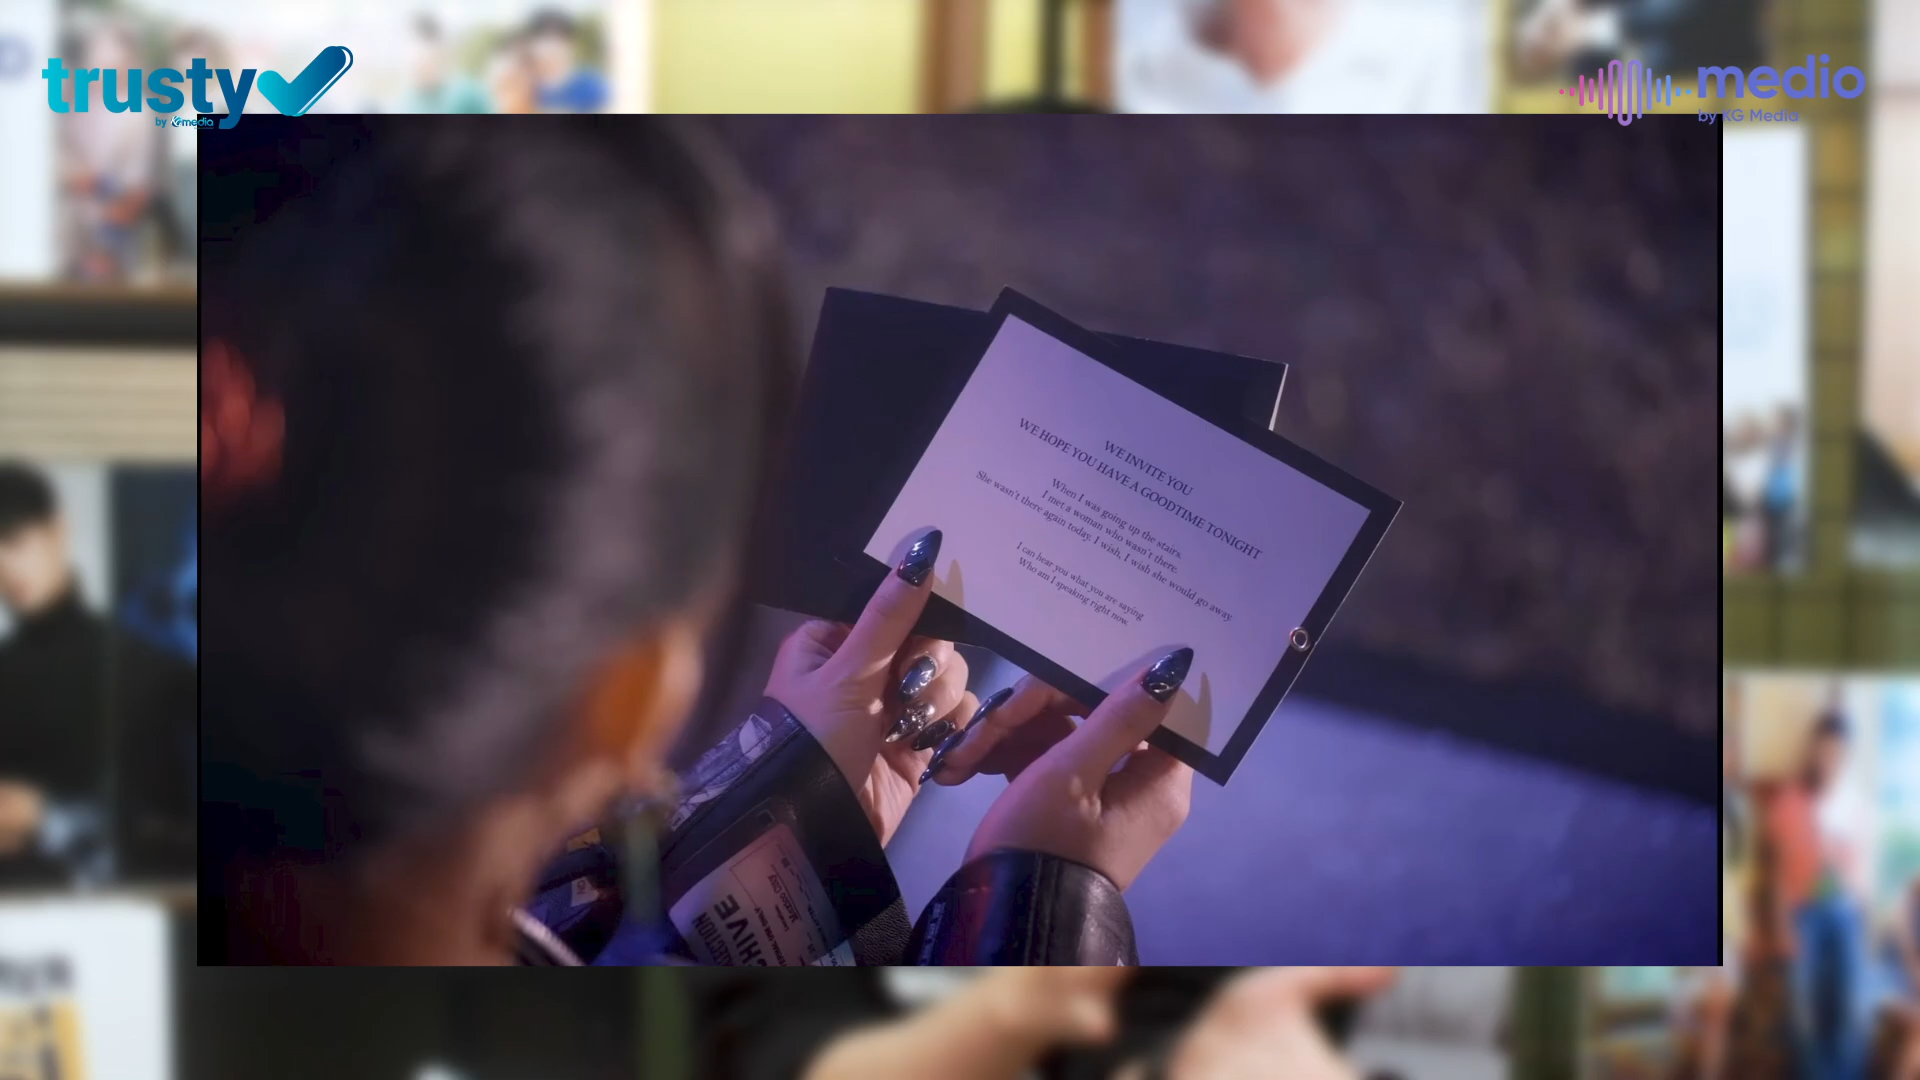 trusty
by KGmedia
medio
by KG Media
WE INVITE YOU
WE HOPE YOU HAVE A GOODTIME TONIGHT
When I was going up the stairs.
I met a woman who wasn't there.
She wasn't there again today. I wish, I wish she would go away.
I can hear you what you are saying
Who am I speaking right now.